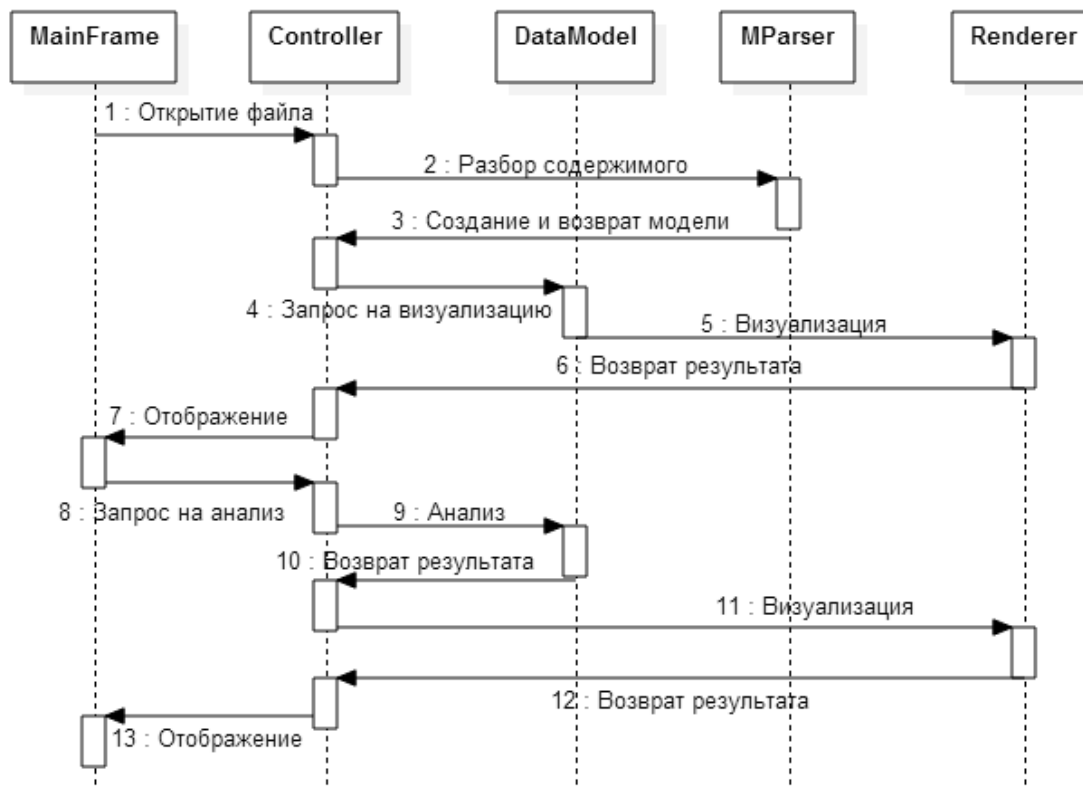 MainFrame
Controller
DataModel
MParser
Renderer
1 : Открытие файла
2 : Разбор содержимого
3 : Создание и возврат модели
4 : Запрос на визуализацию
5 : Визуализация
6 : Возврат результата
7 : Отображение
8 : Запрос на анализ
9 : Анализ
10 : Возврат результата
11 : Визуализация
12 : Возврат результата
13 : Отображение